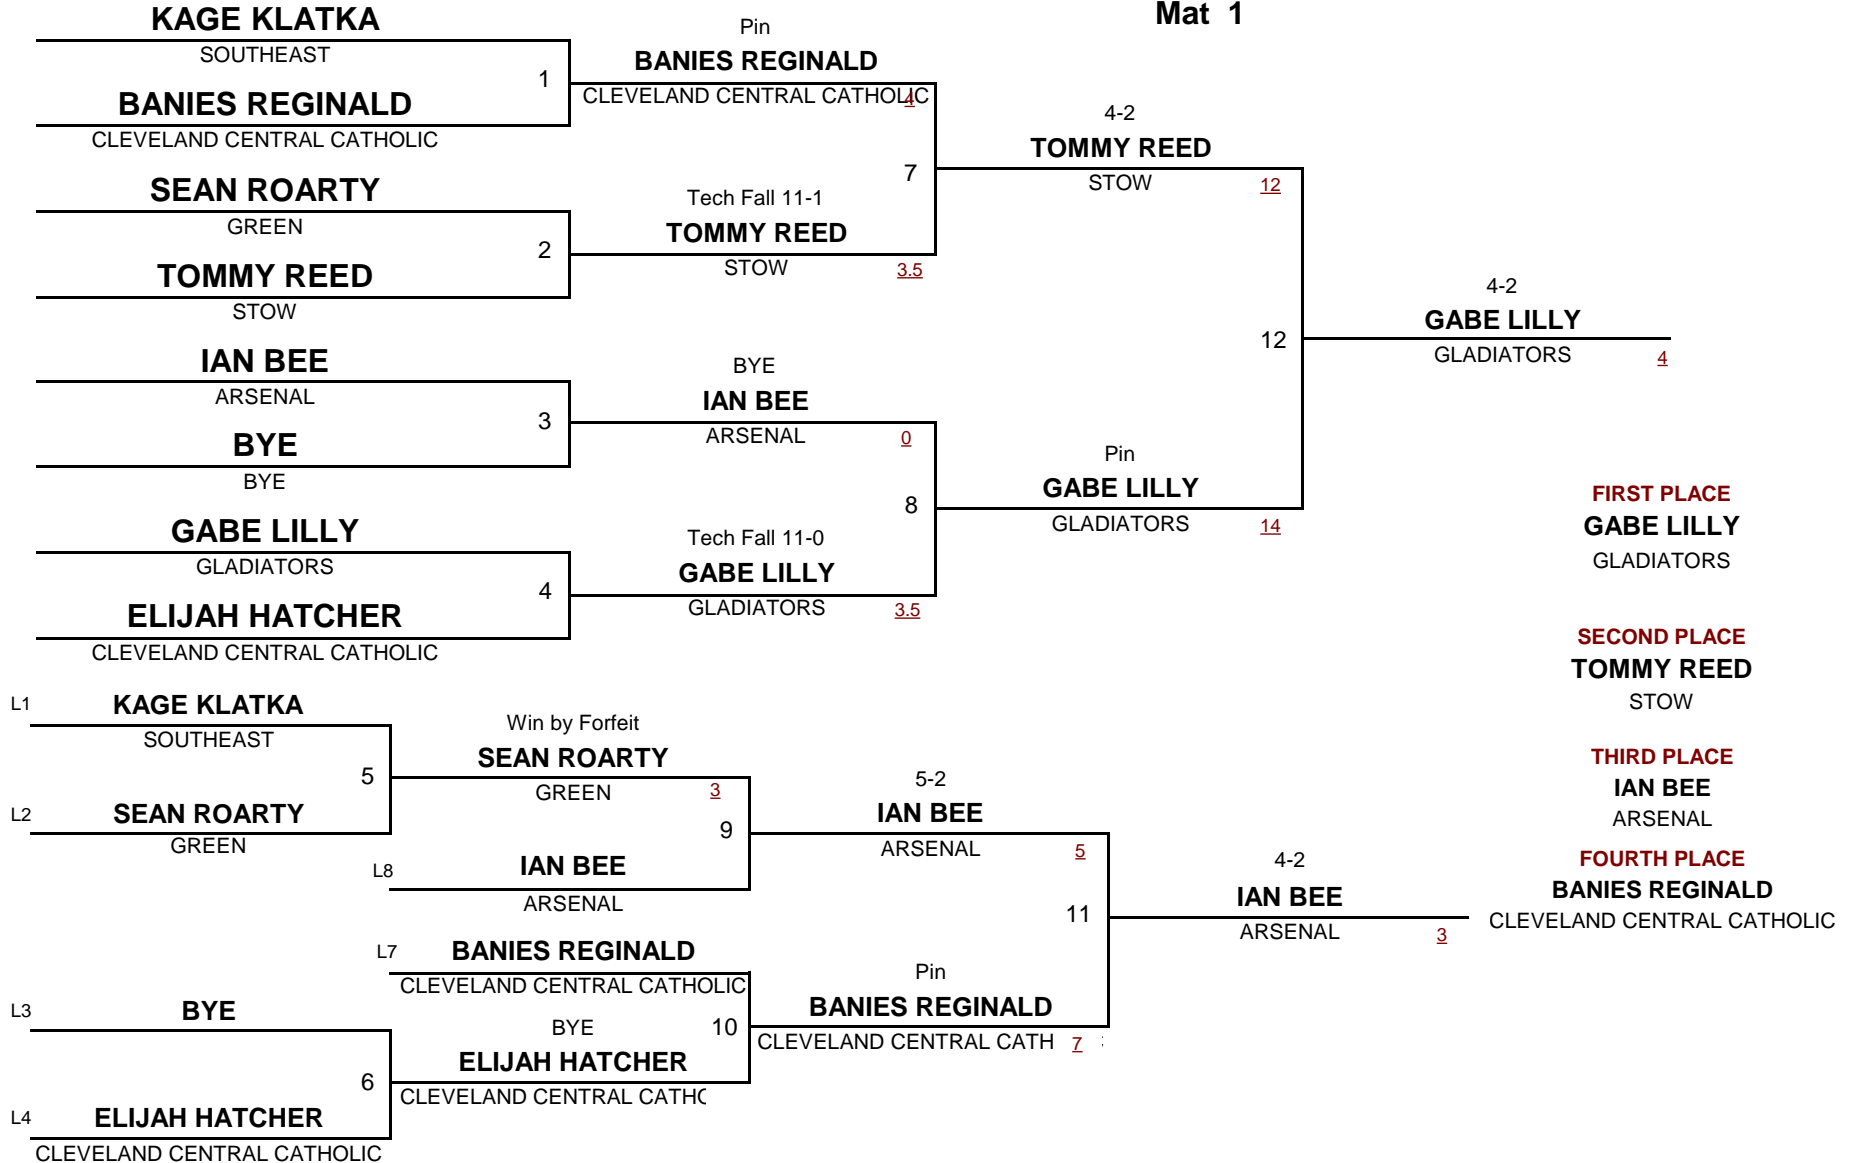 Mat 1
KAGE KLATKA
SOUTHEAST
1
BANIES REGINALD
CLEVELAND CENTRAL CATHOLIC
SEAN ROARTY
GREEN
2
TOMMY REED
STOW
IAN BEE
ARSENAL
3
BYE
BYE
GABE LILLY
GLADIATORS
4
ELIJAH HATCHER
CLEVELAND CENTRAL CATHOLIC
Pin
BANIES REGINALD
CLEVELAND CENTRAL CATHOLIC
4
7
Tech Fall 11-1
TOMMY REED
STOW
3.5
BYE
IAN BEE
ARSENAL
0
8
Tech Fall 11-0
GABE LILLY
GLADIATORS
3.5
4-2
TOMMY REED
STOW
12
12
Pin
GABE LILLY
GLADIATORS
14
4-2
GABE LILLY
GLADIATORS
4
FIRST PLACE
GABE LILLY
GLADIATORS
SECOND PLACE
TOMMY REED
STOW
THIRD PLACE
IAN BEE
ARSENAL
FOURTH PLACE
BANIES REGINALD
CLEVELAND CENTRAL CATHOLIC
L1
KAGE KLATKA
SOUTHEAST
5
L2
SEAN ROARTY
GREEN
Win by Forfeit
SEAN ROARTY
GREEN
3
9
L8
IAN BEE
ARSENAL
L7
BANIES REGINALD
CLEVELAND CENTRAL CATHOLIC
10
L3
BYE
6
L4
ELIJAH HATCHER
CLEVELAND CENTRAL CATHOLIC
BYE
ELIJAH HATCHER
CLEVELAND CENTRAL CATHC
5-2
IAN BEE
ARSENAL
5
11
Pin
BANIES REGINALD
CLEVELAND CENTRAL CATH
7
4-2
IAN BEE
ARSENAL
3